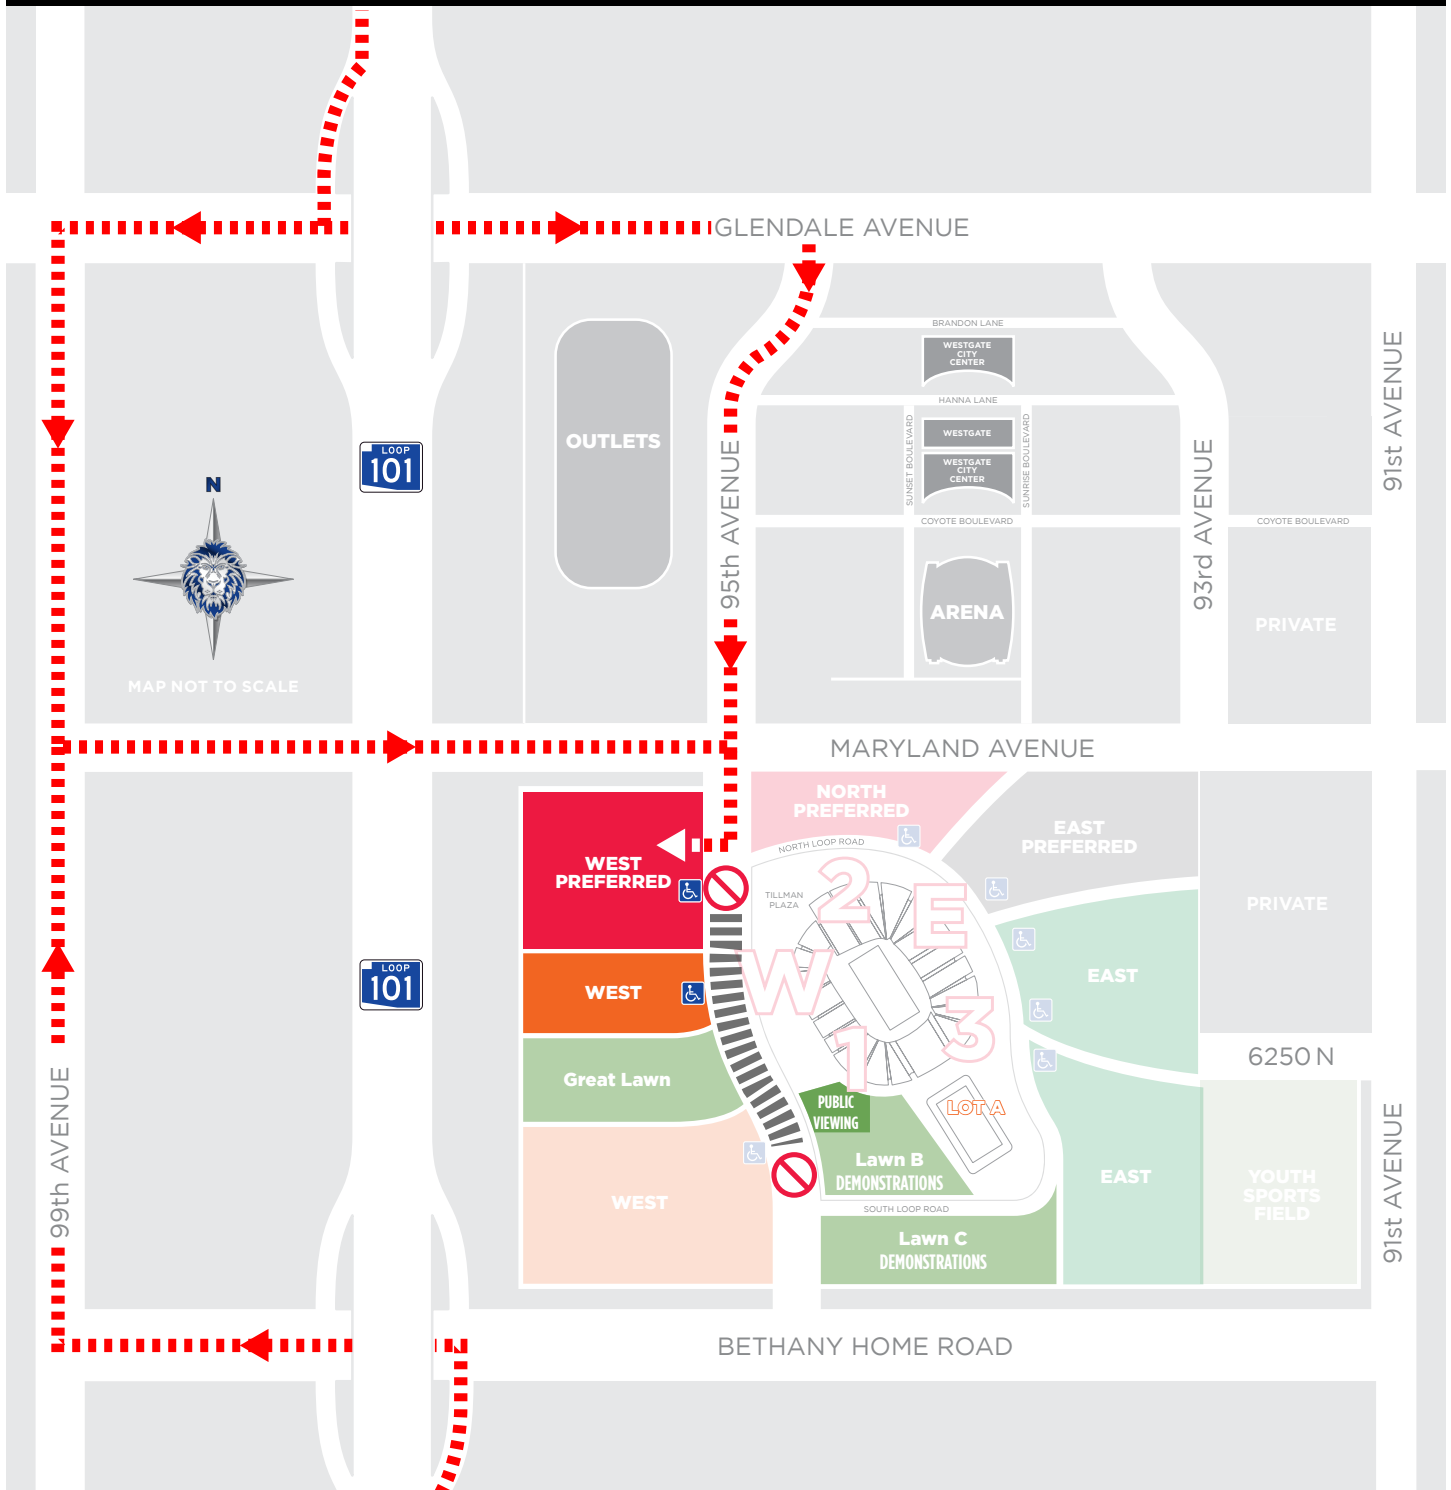 GLENDALE AVENUE
BRANDON LANE
WESTGATE
CITY
CENTER
HANNA LANE
91st AVENUE
OUTLETS
LOOP
101
SUNSET BOULEVARD
WESTGATE
SUNRISE BOULEVARD
WESTGATE
CITY
CENTER
95th AVENUE
93rd AVENUE
N
COYOTE BOULEVARD
COYOTE BOULEVARD
ARENA
PRIVATE
MAP NOT TO SCALE
MARYLAND AVENUE
NORTH
PREFERRED
EAST
PREFERRED
NORTH LOOP ROAD
WEST
PREFERRED
TILLMAN
PLAZA
2
E
PRIVATE
W
EAST
LOOP
101
WEST
3
1
6250 N
Great Lawn
PUBLIC
VIEWING
LOT A
99th AVENUE
91st AVENUE
Lawn B
DEMONSTRATIONS
EAST
YOUTH
SPORTS
FIELD
WEST
SOUTH LOOP ROAD
Lawn C
DEMONSTRATIONS
BETHANY HOME ROAD